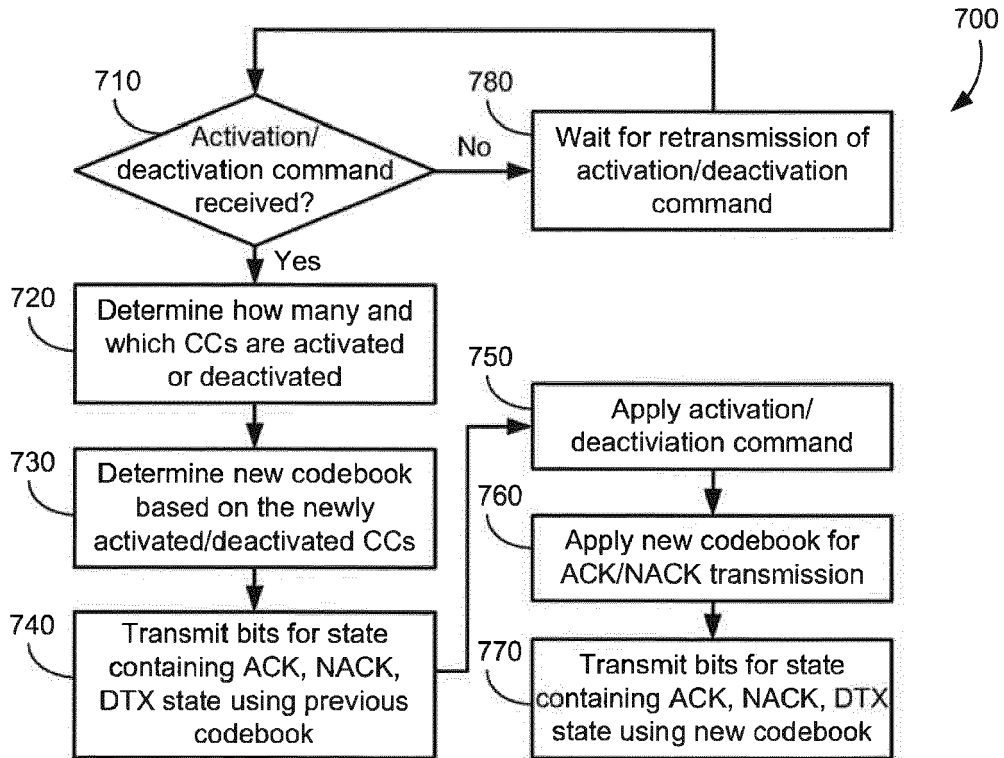 700
710
Activation/
deactivation command
received?
No
780
Wait for retransmission of
activation/deactivation
command
Yes
720
Determine how many and
which CCs are activated
or deactivated
730
Determine new codebook
based on the newly
activated/deactivated CCs
740
Transmit bits for state
containing ACK, NACK,
DTX state using previous
codebook
750
Apply activation/
deactiviation command
760
Apply new codebook for
ACK/NACK transmission
770
Transmit bits for state
containing ACK, NACK, DTX
state using new codebook